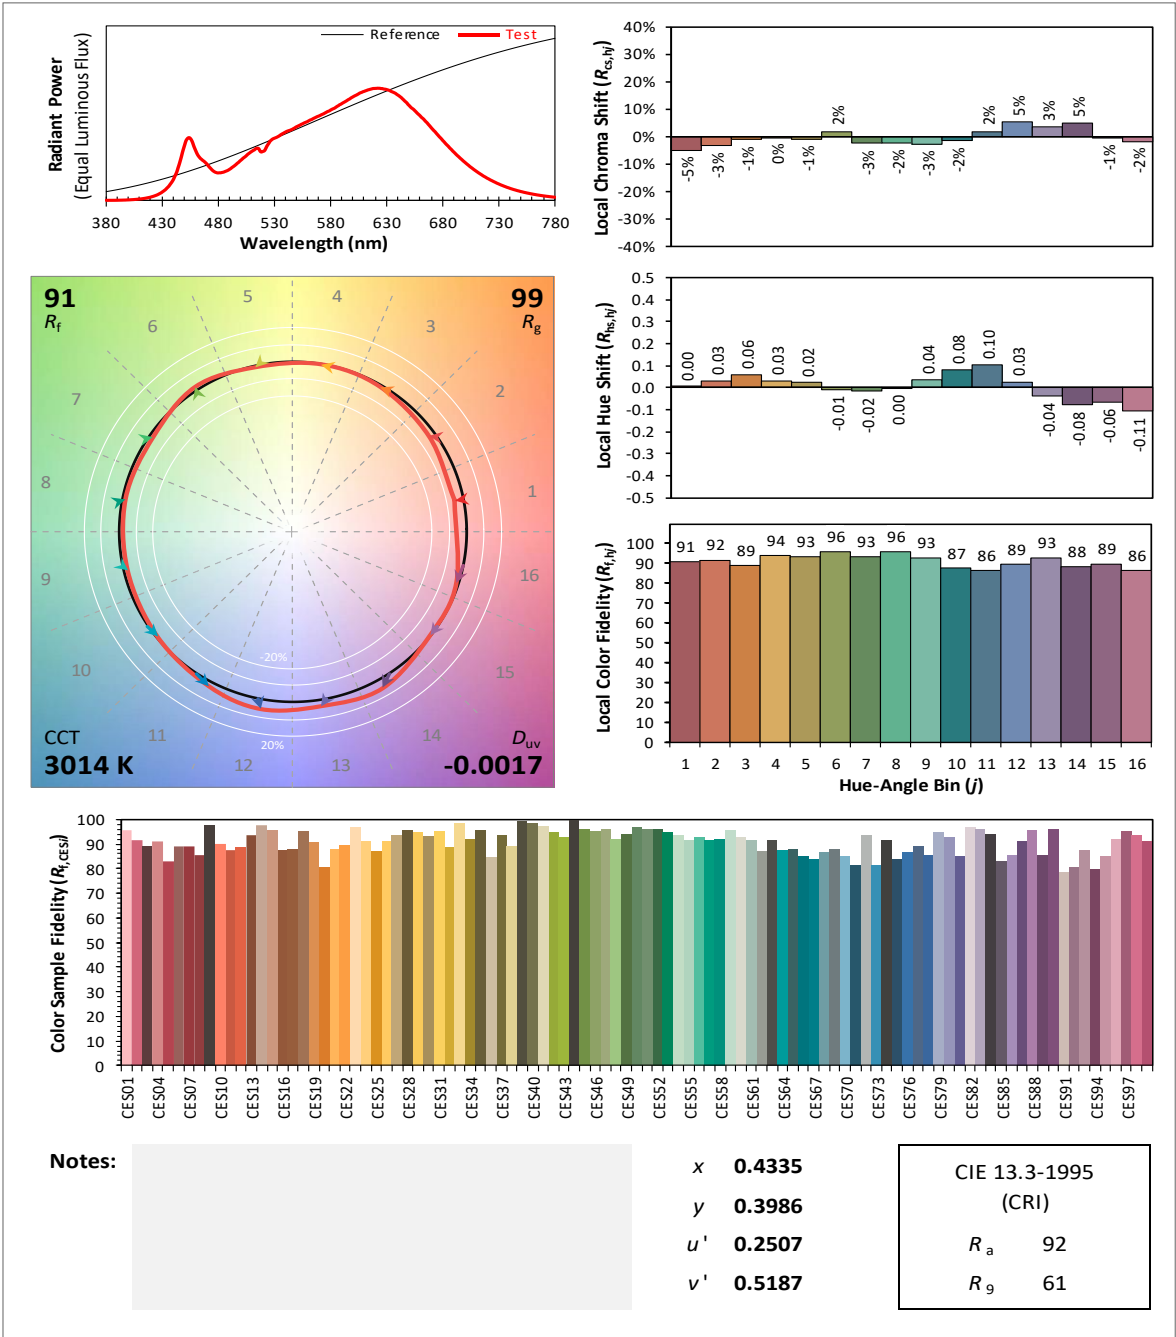 Radiant Power
(Equal Luminous Flux)
Reference
Test
380 430 480 530 580 630 680 730 780
Wavelength (nm)
Local Chroma Shift (Rcs,hj)
40%
30%
20%
10%
0%
-10%
-20%
-30%
-40%
-5% -3% -1% 0% -1% 2% -3% -2% -3% -2% 2% 5% 3% 5% -1% -2%
91
Rf
99
Rg
1
2
3
4
5
6
7
8
9
10
11
12
13
14
15
16
-20%
20%
CCT
3014 K
Duv
-0.0017
Local Hue Shift (Rhs,hj)
0.5
0.4
0.3
0.2
0.1
0.0
-0.1
-0.2
-0.3
-0.4
-0.5
0.00 0.03 0.06 0.03 0.02 -0.01 -0.02 0.00 0.04 0.08 0.10 0.03 -0.04 -0.08 -0.06 -0.11
Local Color Fidelity (Rf,hj)
100
90
80
70
60
50
40
30
20
10
0
91 92 89 94 93 96 93 96 93 87 86 89 93 88 89 86
1 2 3 4 5 6 7 8 9 10 11 12 13 14 15 16
Hue-Angle Bin (j)
Color Sample Fidelity (Rf,CESi)
100
90
80
70
60
50
40
30
20
10
0
CES01 CES04 CES07 CES10 CES13 CES16 CES19 CES22 CES25 CES28 CES31 CES34 CES37 CES40 CES43 CES46 CES49 CES52 CES55 CES58 CES61 CES64 CES67 CES70 CES73 CES76 CES79 CES82 CES85 CES88 CES91 CES94 CES97
Notes:
x 0.4335
y 0.3986
u' 0.2507
v' 0.5187
CIE 13.3-1995
(CRI)
Ra 92
R9 61